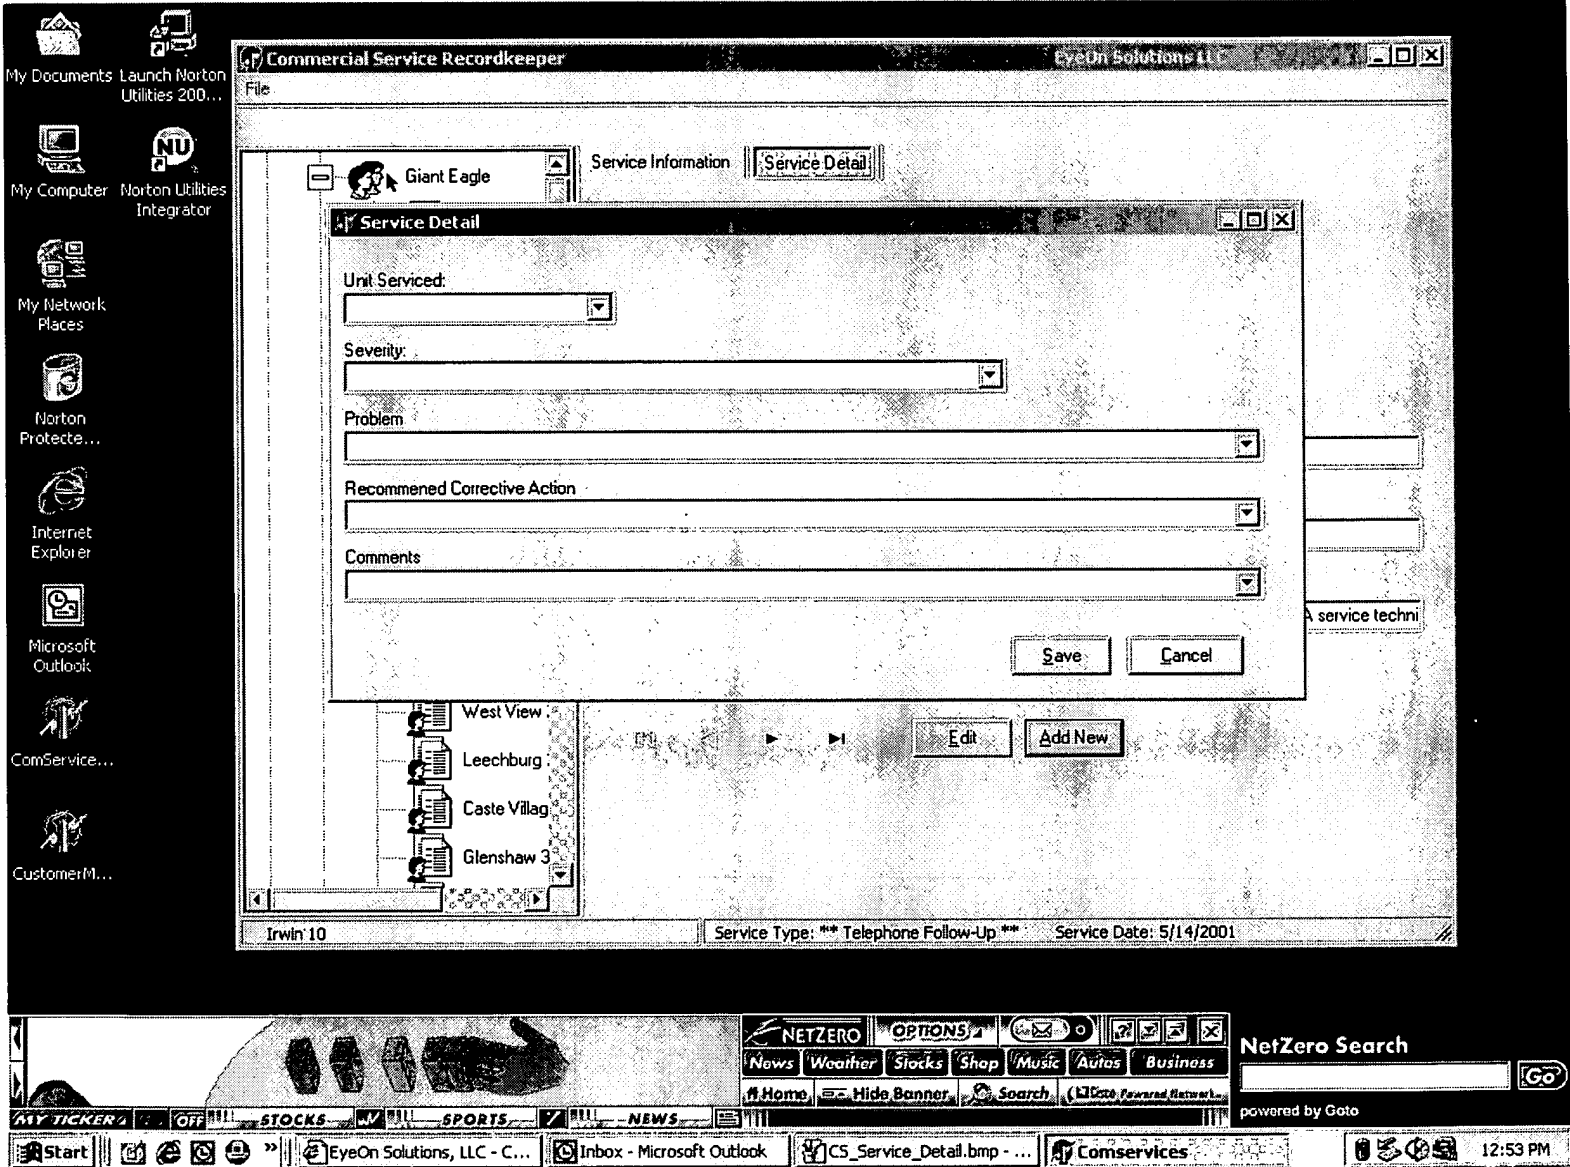 My Documents
Launch Norton
Utilities 200...
My Computer
NU
Norton Utilities
Integrator
My Network
Places
Norton
Protecte...
Internet
Explorer
Microsoft
Outlook
ComService...
CustomerM...
Commercial Service Recordkeeper
EyeOn Solutions LLC
File
Giant Eagle
Service Information
Service Detail
Service Detail
Unit Serviced:
Severity:
Problem
Recommened Corrective Action
Comments
A service techni
Save
Cancel
West View
Edit
Add New
Leechburg
Caste Villag
Glenshaw 3
Irwin 10
Service Type: ** Telephone Follow-Up **
Service Date: 5/14/2001
NETZERO
OPTIONS
News
Weather
Stocks
Shop
Music
Autos
Business
Home
Hide Banner
Search
NetZero Search
Go
powered by Goto
MY TICKER
OFF
STOCKS
SPORTS
NEWS
Start
»
EyeOn Solutions, LLC - C...
Inbox - Microsoft Outlook
CS_Service_Detail.bmp - ...
Comservices
12:53 PM